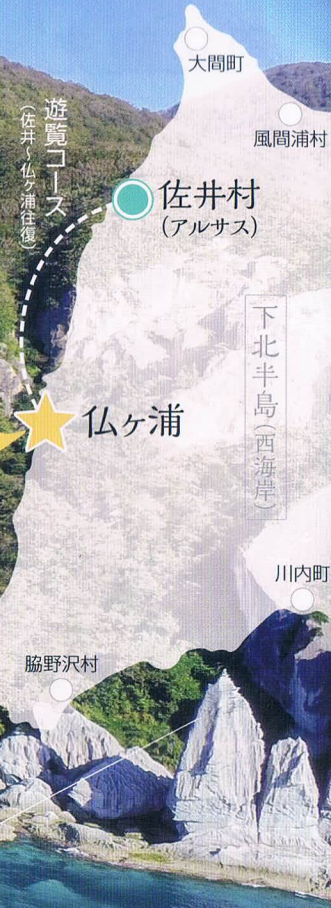 大間町
風間浦村
遊覧コース
(佐井〜仏ヶ浦往復)
佐井村
(アルサス)
下北半島(西海岸)
仏ヶ浦
川内町
脇野沢村